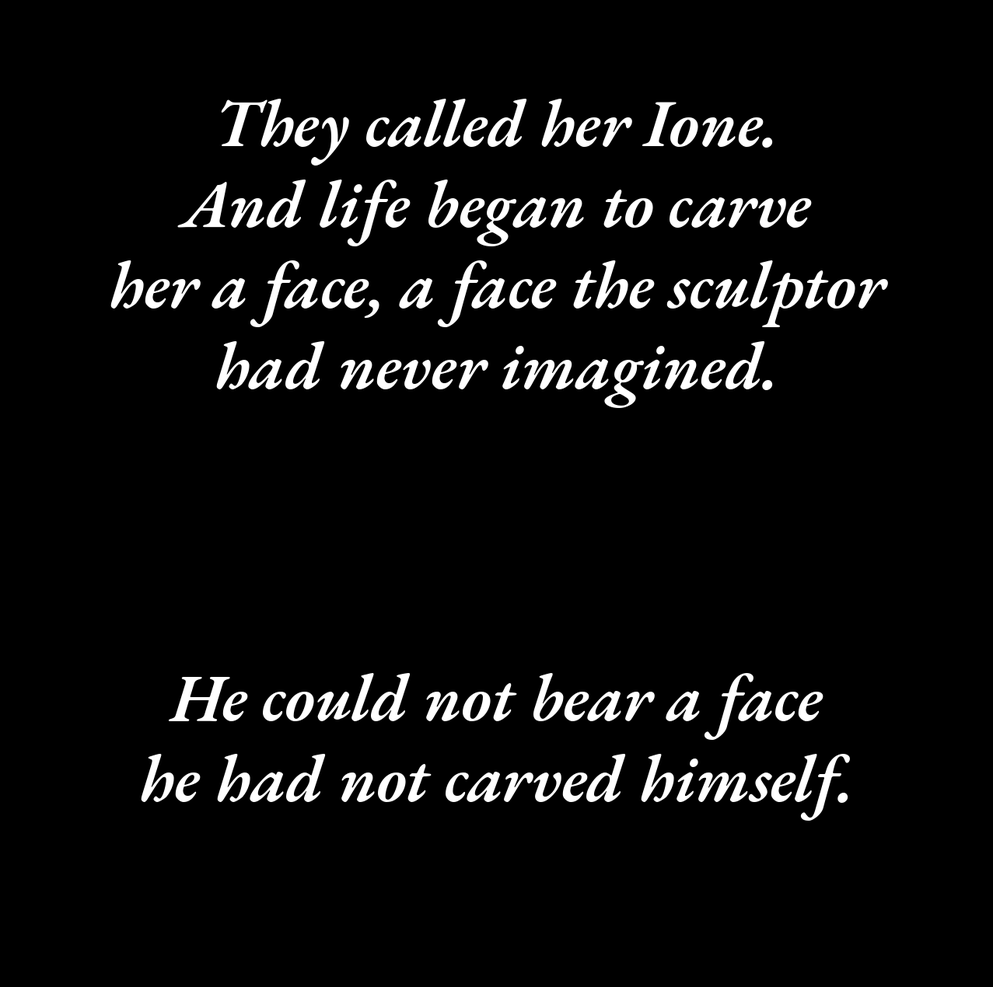 They called her Ione.
And life began to carve
her a face, a face the sculptor
had never imagined.
He could not bear a face
he had not carved himself.